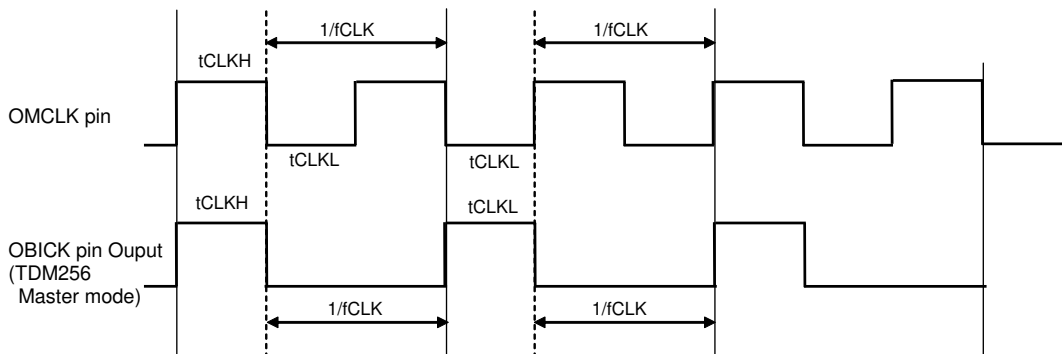 1/fCLK
1/fCLK
tCLKH
OMCLK pin
tCLKL
tCLKL
tCLKH
tCLKL
OBICK pin Ouput
(TDM256
Master mode)
1/fCLK
1/fCLK